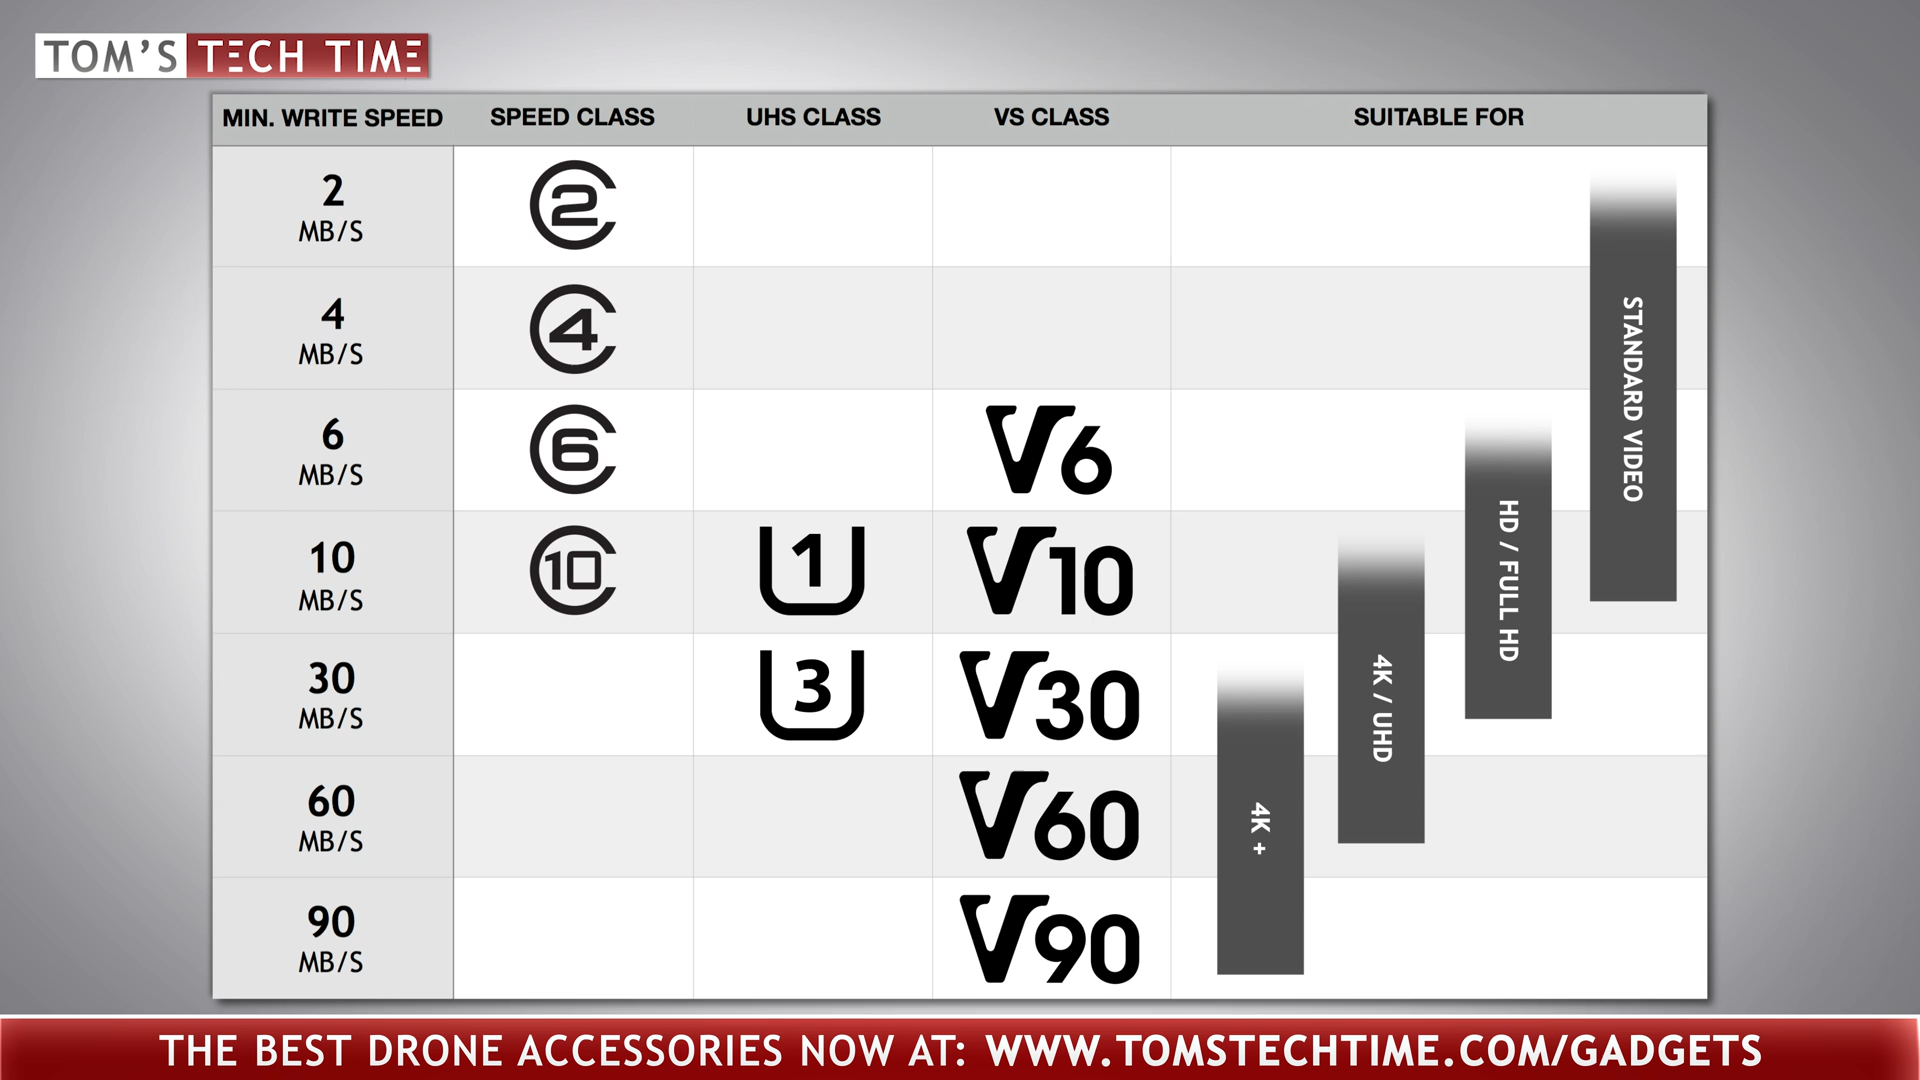 TOM'S TECH TIME
MIN. WRITE SPEED SPEED CLASS UHS CLASS VS CLASS SUITABLE FOR
2
MB/S
2
4
MB/S
4
6
MB/S
6
V6
10
MB/S
10
1
V10
30
MB/S
3
V30
60
MB/S
V60
90
MB/S
V90
4K +
4K / UHD
HD / FULL HD
STANDARD VIDEO
THE BEST DRONE ACCESSORIES NOW AT: WWW.TOMSTECHTIME.COM/GADGETS